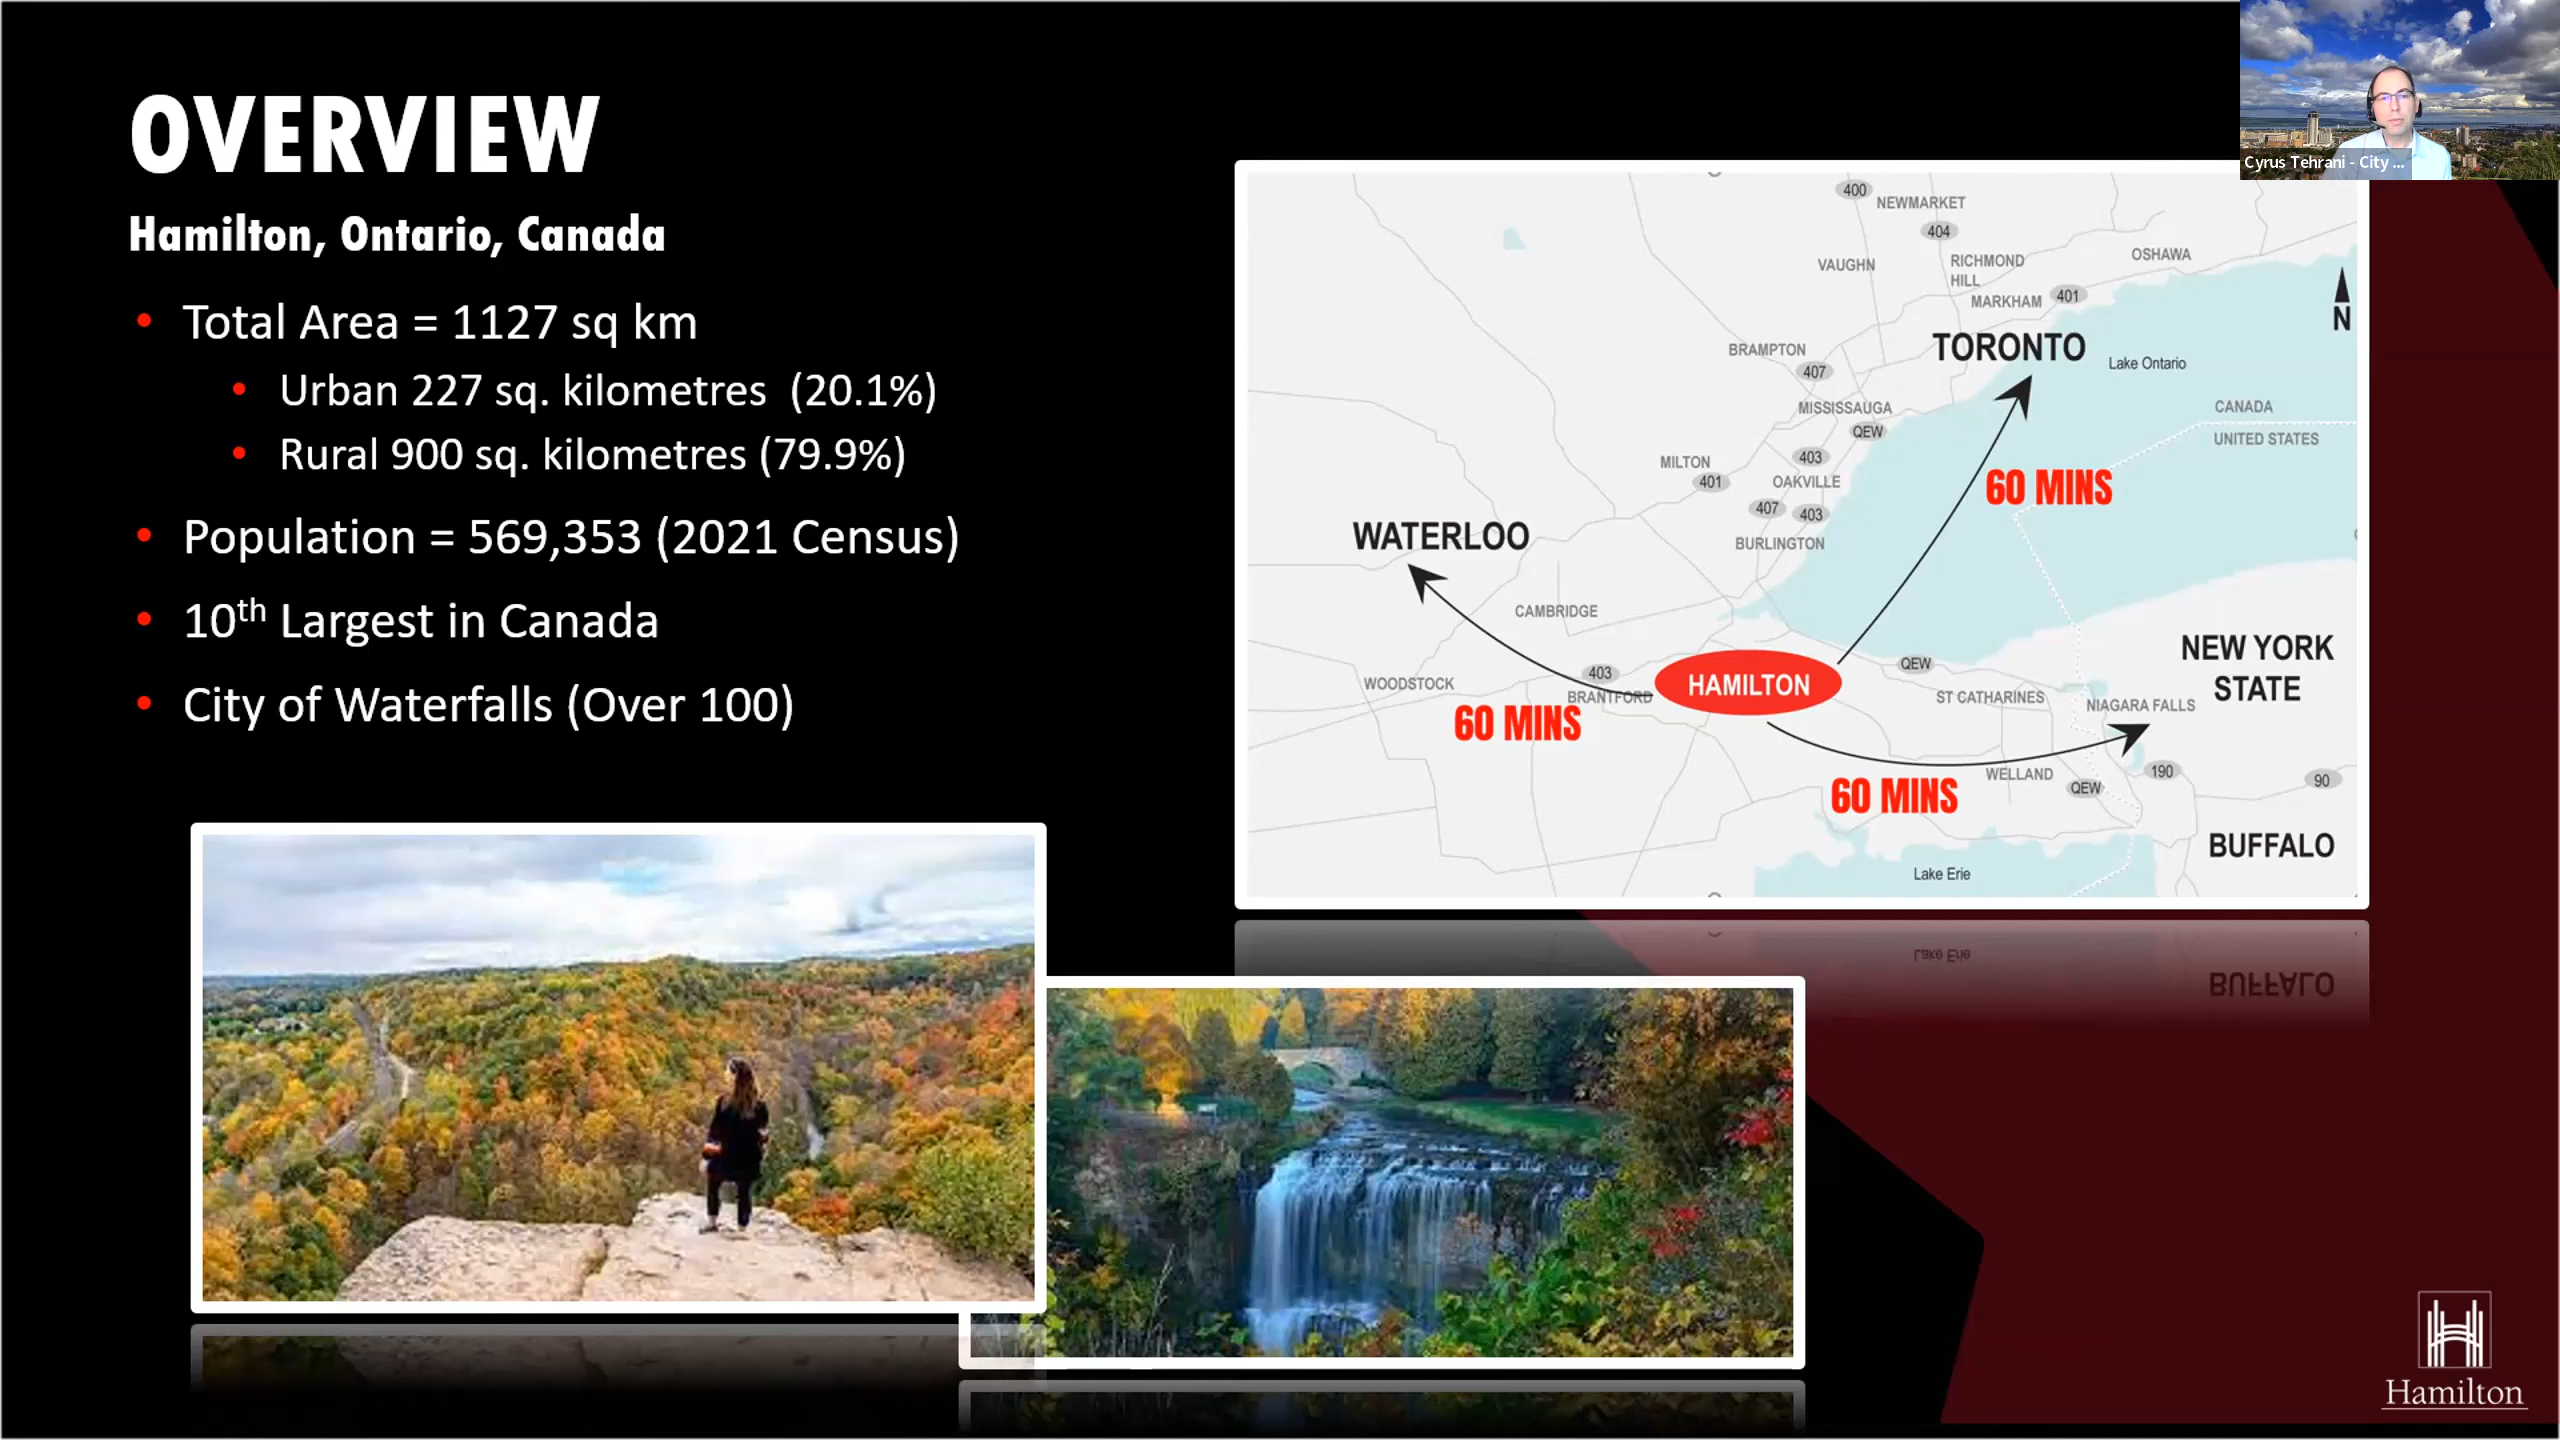 OVERVIEW
Hamilton, Ontario, Canada
• Total Area = 1127 sq km
• Urban 227 sq. kilometres (20.1%)
• Rural 900 sq. kilometres (79.9%)
• Population = 569,353 (2021 Census)
• 10th Largest in Canada
• City of Waterfalls (Over 100)
Cyrus Tehrani - City ...
400
NEWMARKET
404
VAUGHN
RICHMOND
HILL
OSHAWA
MARKHAM
401
N
BRAMPTON
TORONTO
Lake Ontario
407
MISSISSAUGA
QEW
CANADA
UNITED STATES
MILTON
403
401
OAKVILLE
60 MINS
407
403
WATERLOO
BURLINGTON
CAMBRIDGE
NEW YORK
STATE
QEW
403
WOODSTOCK
BRANTFORD
HAMILTON
ST CATHARINES
NIAGARA FALLS
60 MINS
60 MINS
WELLAND
190
QEW
90
BUFFALO
Lake Erie
Lake Erie
BUFFALO
Hamilton